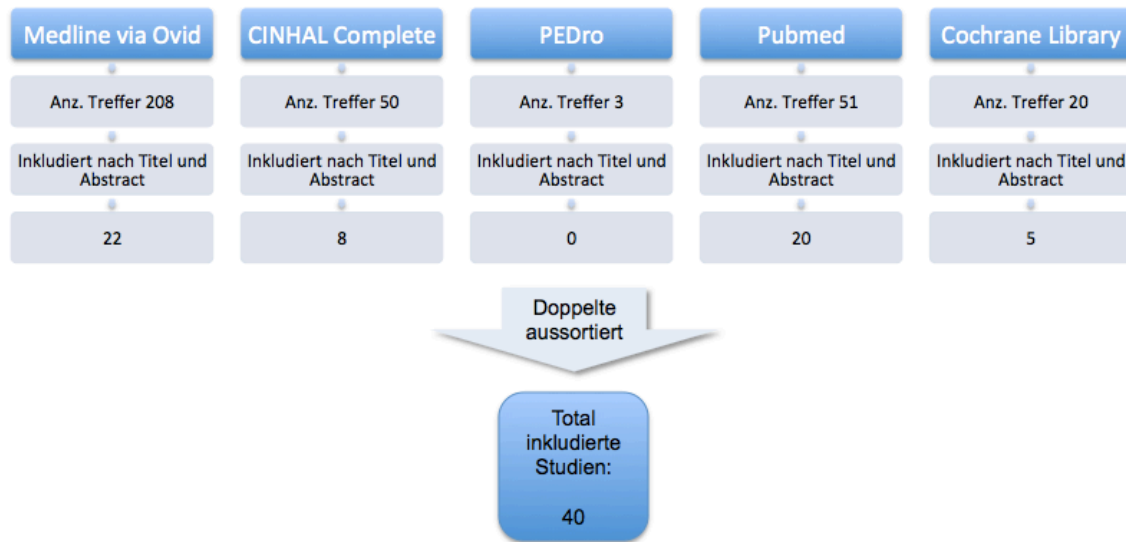 Medline via Ovid
Anz. Treffer 208
Inkludiert nach Titel und
Abstract
22
CINHAL Complete
Anz. Treffer 50
Inkludiert nach Titel und
Abstract
8
PEDro
Anz. Treffer 3
Inkludiert nach Titel und
Abstract
0
Pubmed
Anz. Treffer 51
Inkludiert nach Titel und
Abstract
20
Cochrane Library
Anz. Treffer 20
Inkludiert nach Titel und
Abstract
5
Doppelte
aussortiert
Total
inkludierte
Studien:
40